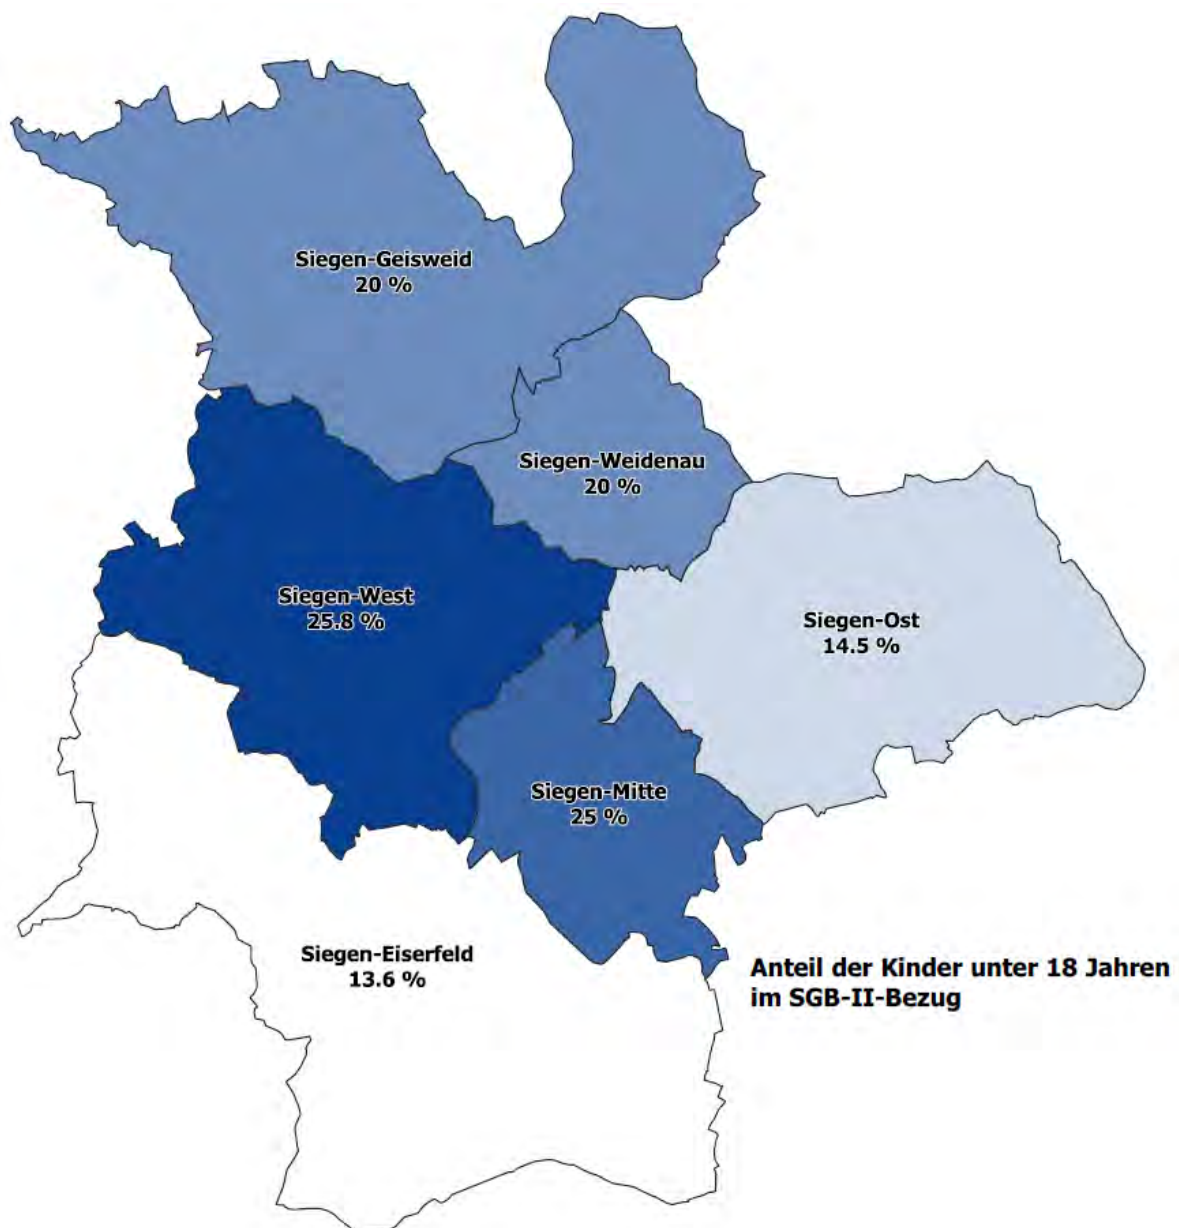 Siegen-Geisweid
20 %
Siegen-Weidenau
20 %
Siegen-West
25.8 %
Siegen-Ost
14.5 %
Siegen-Mitte
25 %
Siegen-Eiserfeld
13.6 %
Anteil der Kinder unter 18 Jahren
im SGB-II-Bezug